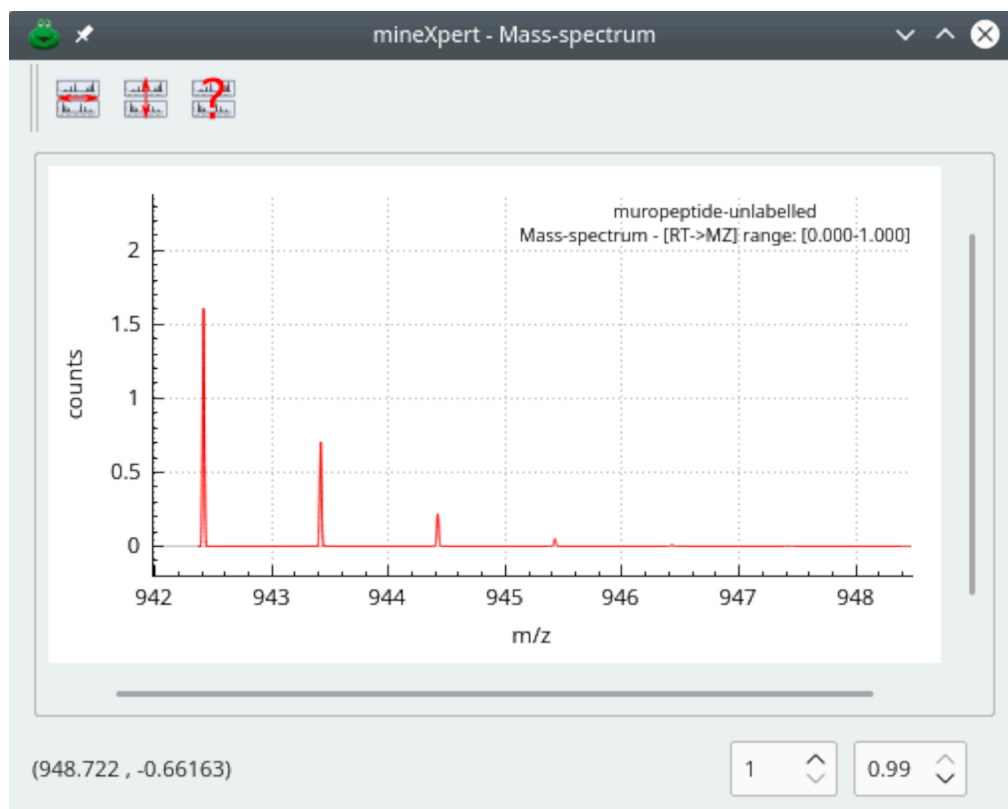 mineXpert - Mass-spectrum
?
muropeptide-unlabelled
Mass-spectrum - [RT->MZ] range: [0.000-1.000]
2
1.5
1
0.5
0
counts
942 943 944 945 946 947 948
m/z
(948.722 , -0.66163)
1
0.99